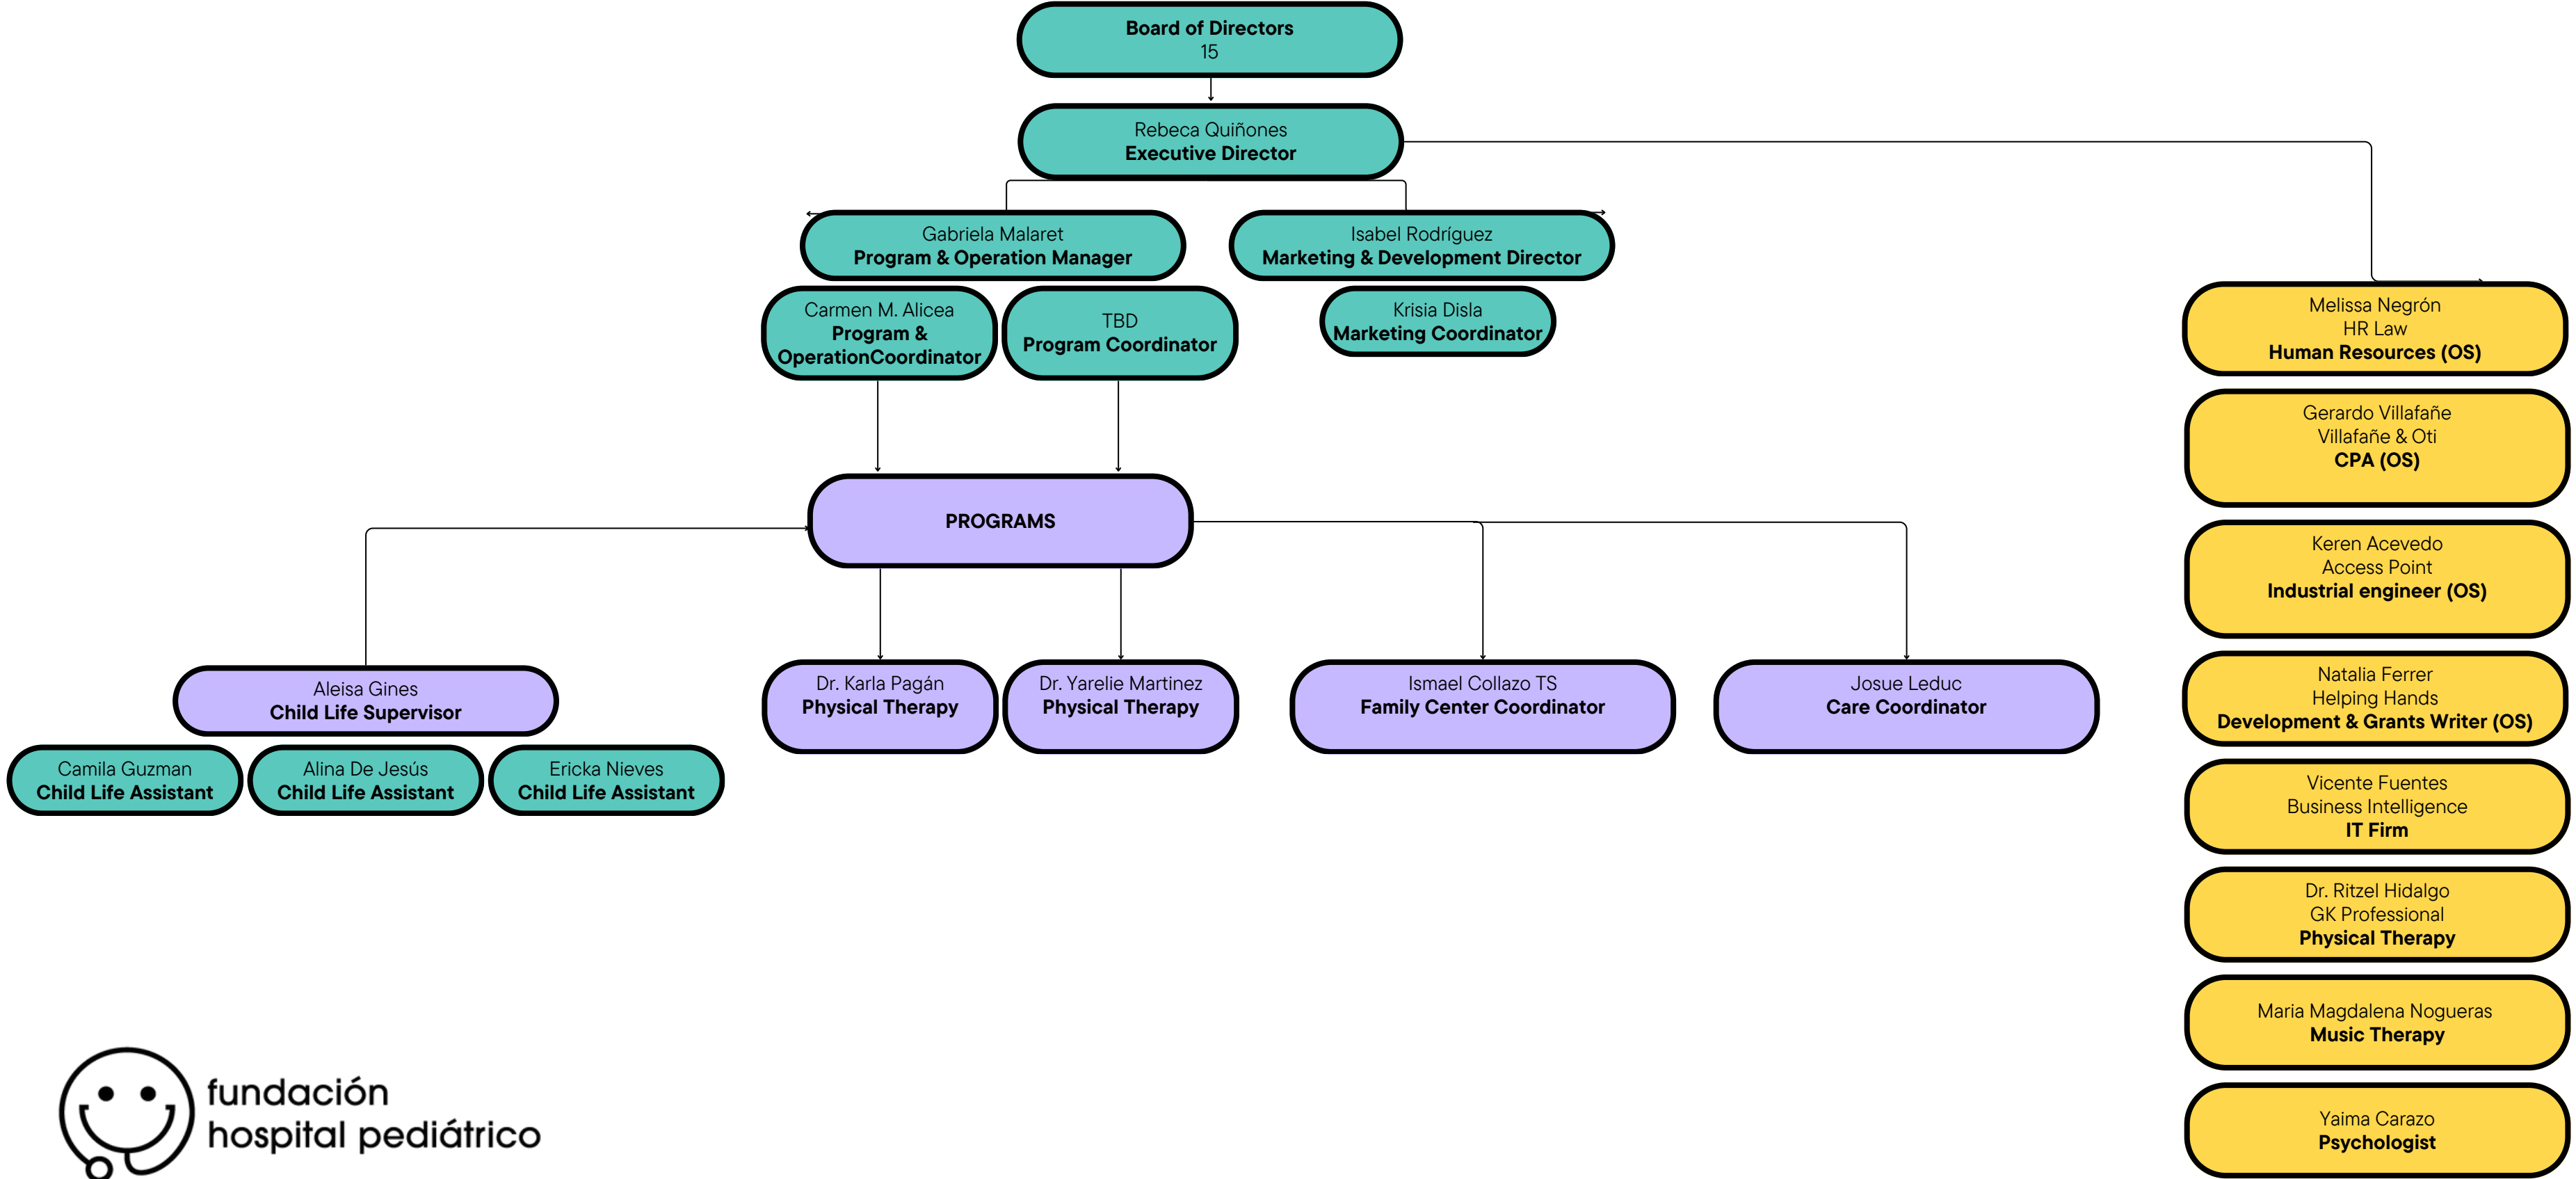 Board of Directors
15
Rebeca Quiñones
Executive Director
Gabriela Malaret
Program & Operation Manager
Isabel Rodríguez
Marketing & Development Director
Carmen M. Alicea
Program &
OperationCoordinator
TBD
Program Coordinator
Krisia Disla
Marketing Coordinator
PROGRAMS
Aleisa Gines
Child Life Supervisor
Camila Guzman
Child Life Assistant
Alina De Jesús
Child Life Assistant
Ericka Nieves
Child Life Assistant
Dr. Karla Pagán
Physical Therapy
Dr. Yarelie Martinez
Physical Therapy
Ismael Collazo TS
Family Center Coordinator
Josue Leduc
Care Coordinator
Melissa Negrón
HR Law
Human Resources (OS)
Gerardo Villafañe
Villafañe & Oti
CPA (OS)
Keren Acevedo
Access Point
Industrial engineer (OS)
Natalia Ferrer
Helping Hands
Development & Grants Writer (OS)
Vicente Fuentes
Business Intelligence
IT Firm
Dr. Ritzel Hidalgo
GK Professional
Physical Therapy
Maria Magdalena Nogueras
Music Therapy
Yaima Carazo
Psychologist
fundación
hospital pediátrico